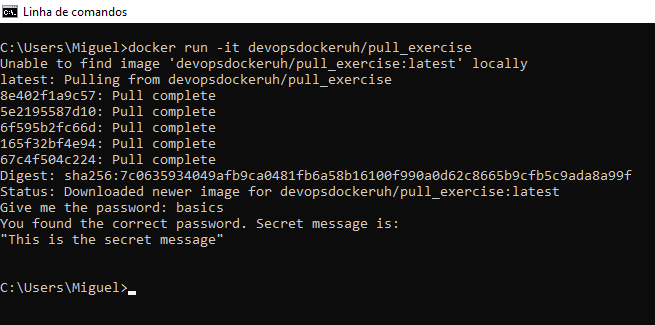 Linha de comandos
C:\Users\Miguel>docker run -it devopsdockeruh/pull_exercise
Unable to find image 'devopsdockeruh/pull_exercise:latest' locally
latest: Pulling from devopsdockeruh/pull_exercise
8e402f1a9c57: Pull complete
5e2195587d10: Pull complete
6f595b2fc66d: Pull complete
165f32bf4e94: Pull complete
67c4f504c224: Pull complete
Digest: sha256:7c0635934049afb9ca0481fb6a58b16100f990a0d62c8665b9cfb5c9ada8a99f
Status: Downloaded newer image for devopsdockeruh/pull_exercise:latest
Give me the password: basics
You found the correct password. Secret message is:
"This is the secret message"
C:\Users\Miguel>